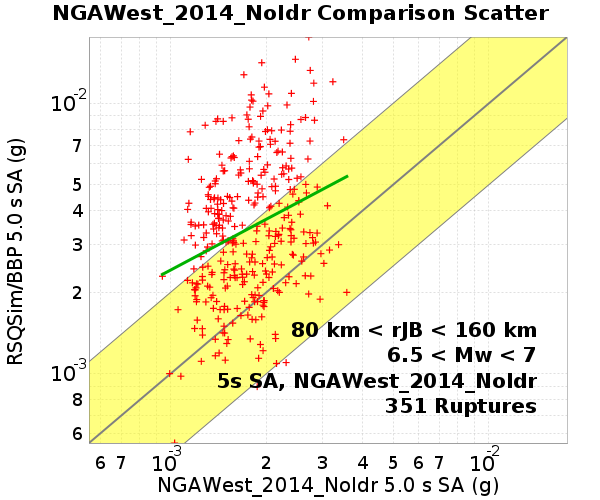 NGAWest_2014_NoIdr Comparison Scatter
RSQSim/BBP 5.0 s SA (g)
10-2
7
5
4
3
2
10-3
8
6
80 km < rJB < 160 km
6.5 < Mw < 7
5s SA, NGAWest_2014_NoIdr
351 Ruptures
6 7 10-3 2 3 4 5 6 7 10-2
NGAWest_2014_NoIdr 5.0 s SA (g)